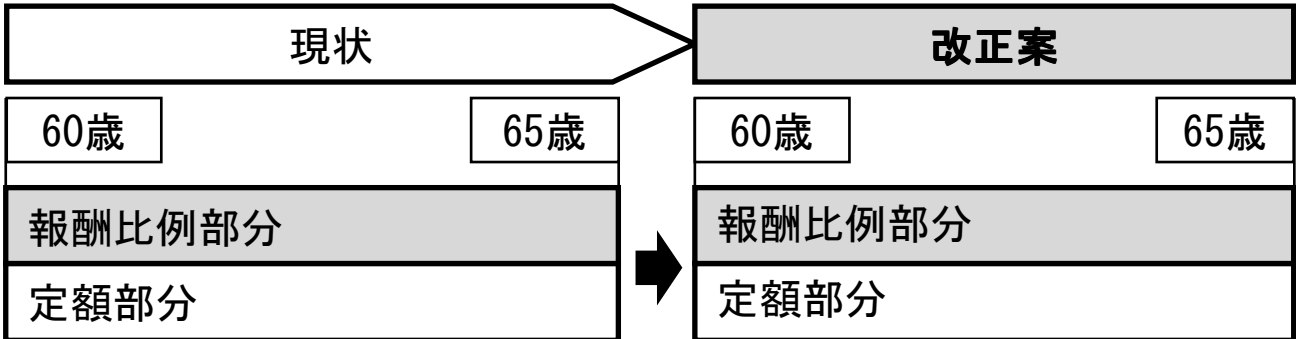 現状
改正案
60歳
65歳
60歳
65歳
報酬比例部分
報酬比例部分
定額部分
定額部分